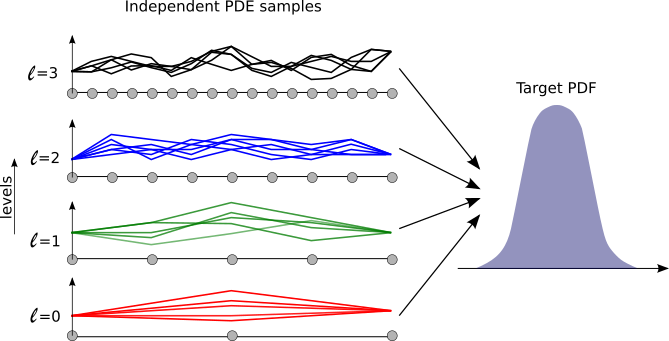 Independent PDE samples
ℓ=3
Target PDF
ℓ=2
levels
ℓ=1
ℓ=0